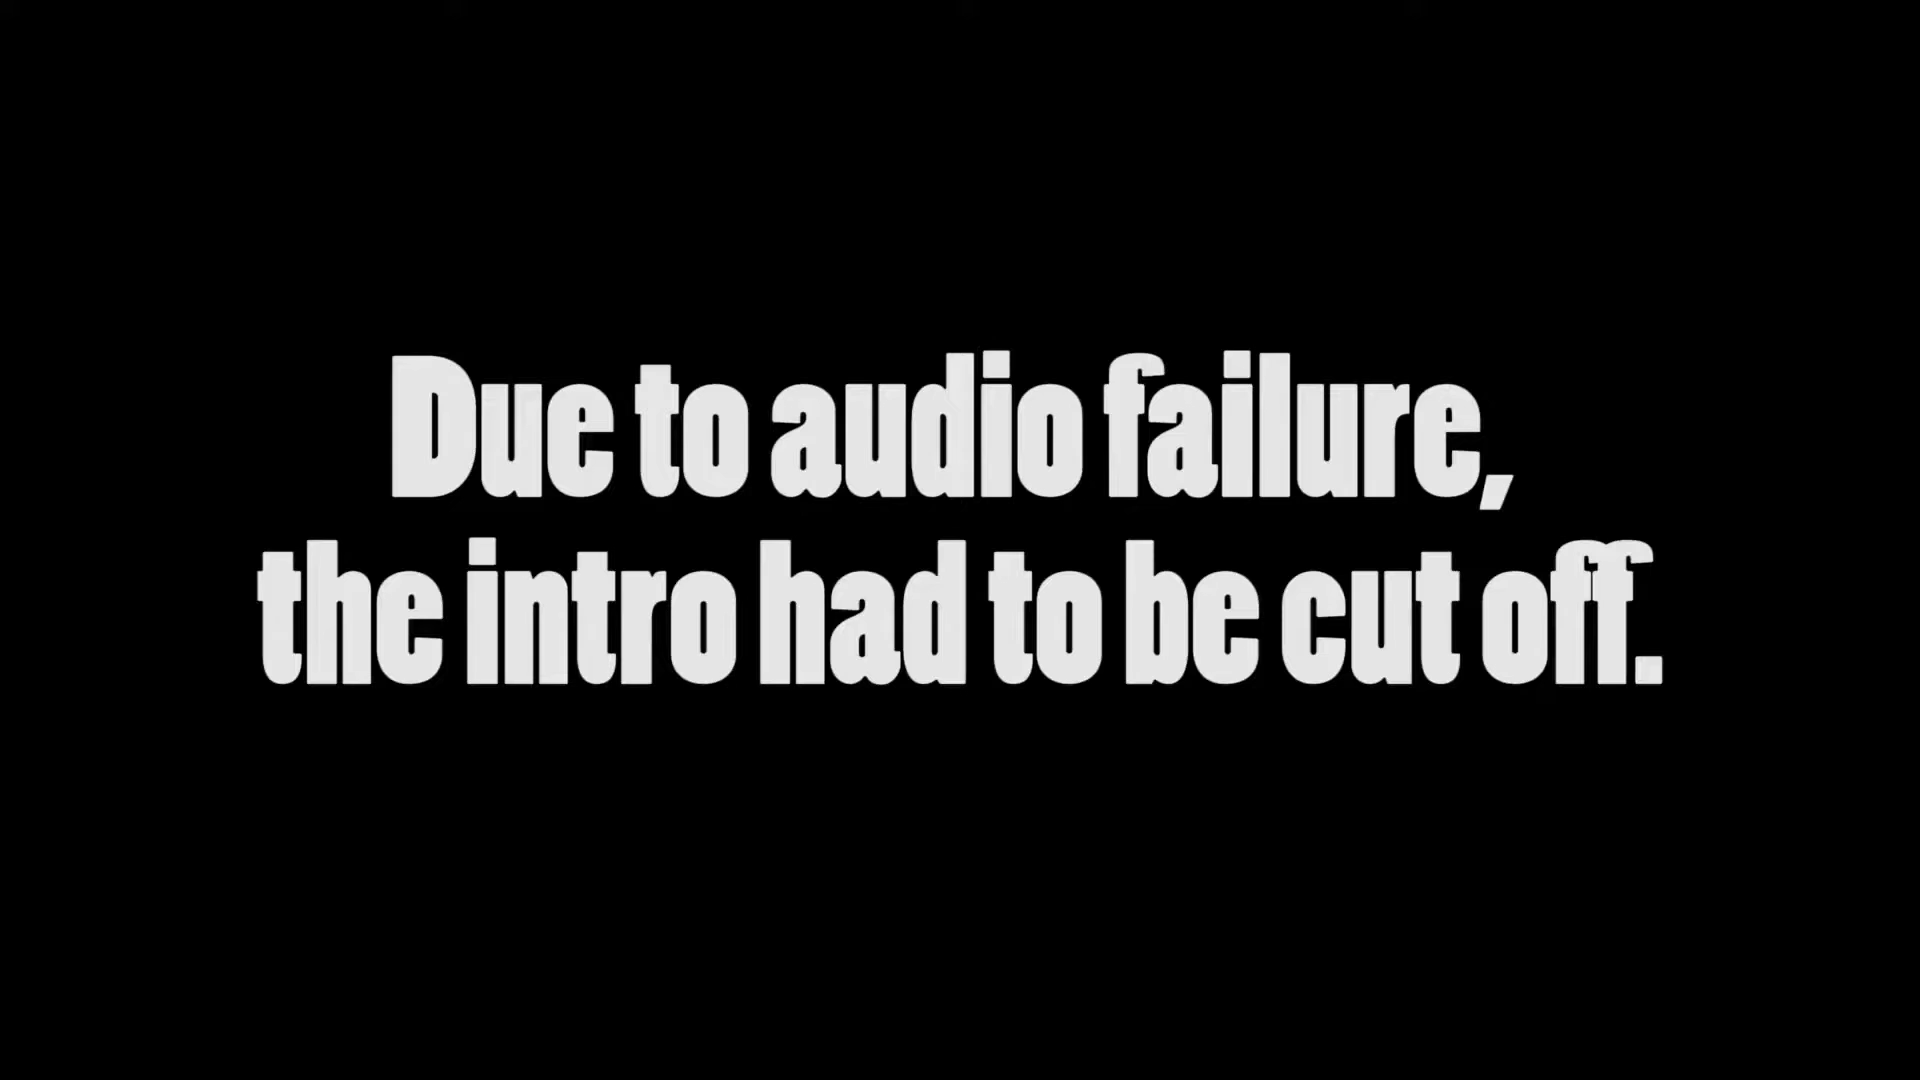 Due to audio failure,
the intro had to be cut off.